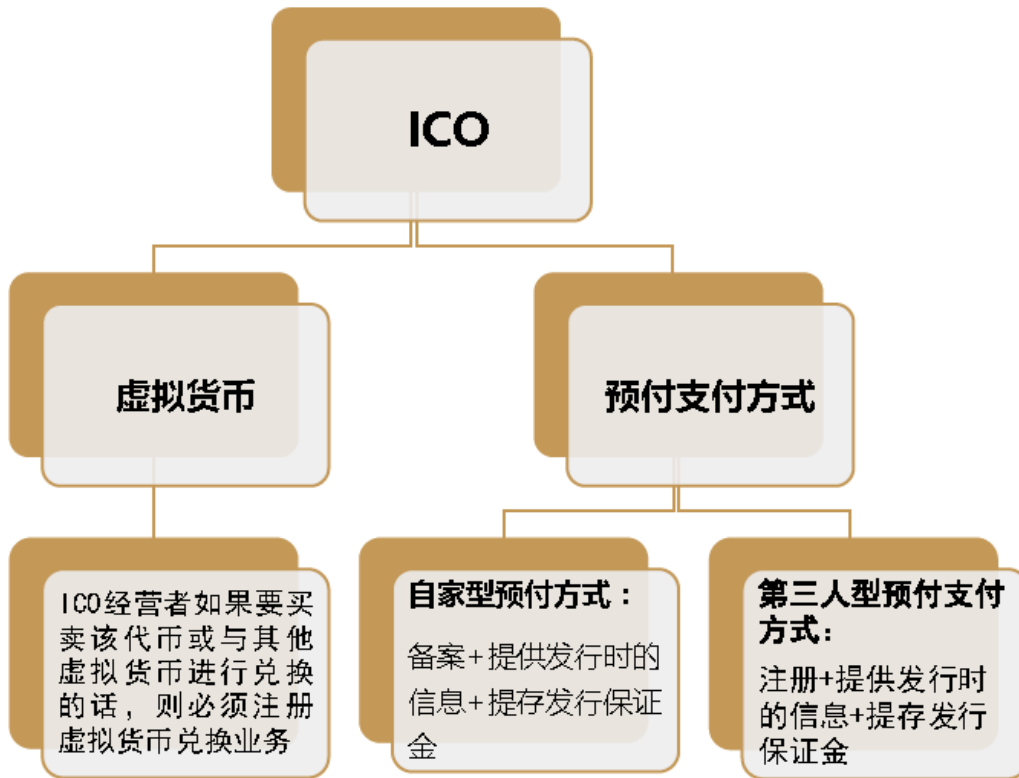 ICO
虚拟货币
预付支付方式
ICO经营者如果要买
卖该代币或与其他
虚拟货币进行兑换
的话，则必须注册
虚拟货币兑换业务
自家型预付方式：
备案+提供发行时的
信息+提存发行保证
金
第三人型预付支付
方式：
注册+提供发行时
的信息+提存发行
保证金